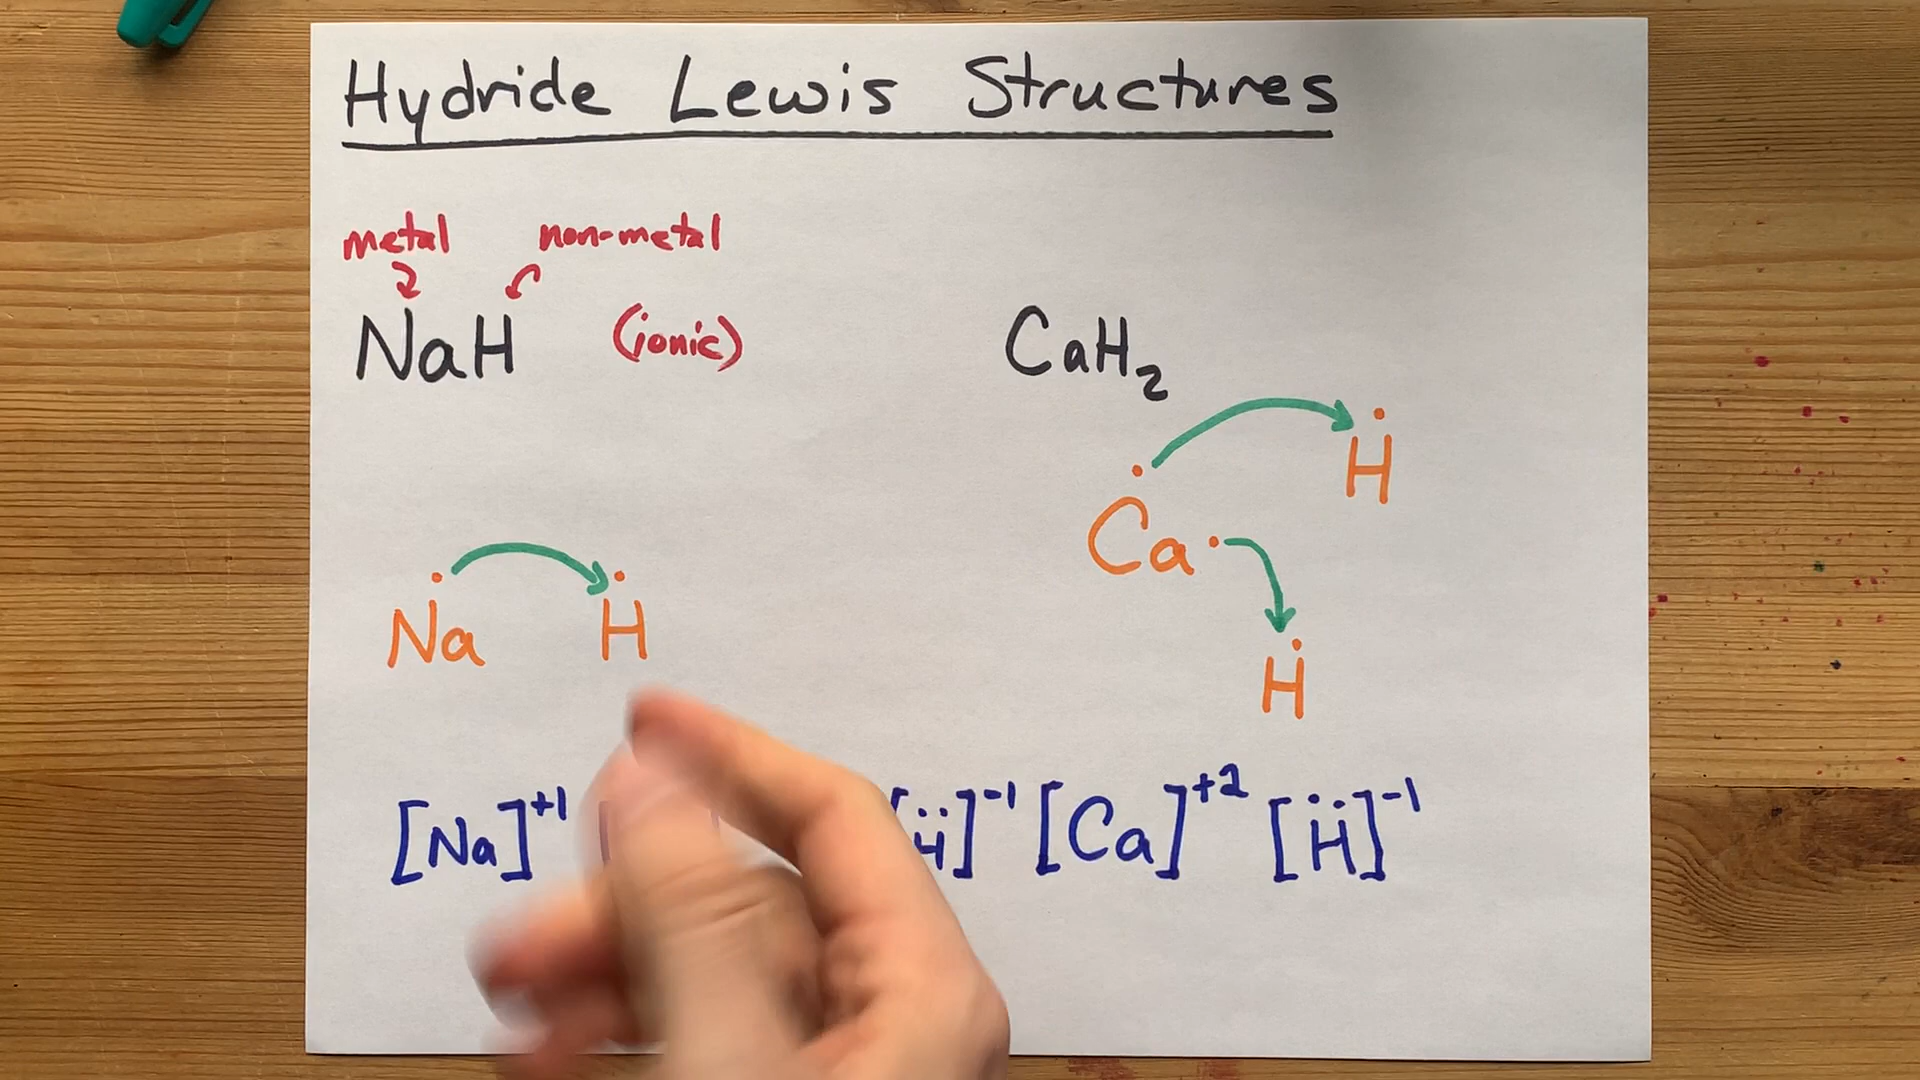 Hydride Lewis Structures
metal non-metal
NaH (ionic)
CaH₂
Na H
Ca H
H
[Na]⁺¹ [
[Ḧ]⁻¹ [Ca]⁺² [Ḧ]⁻¹